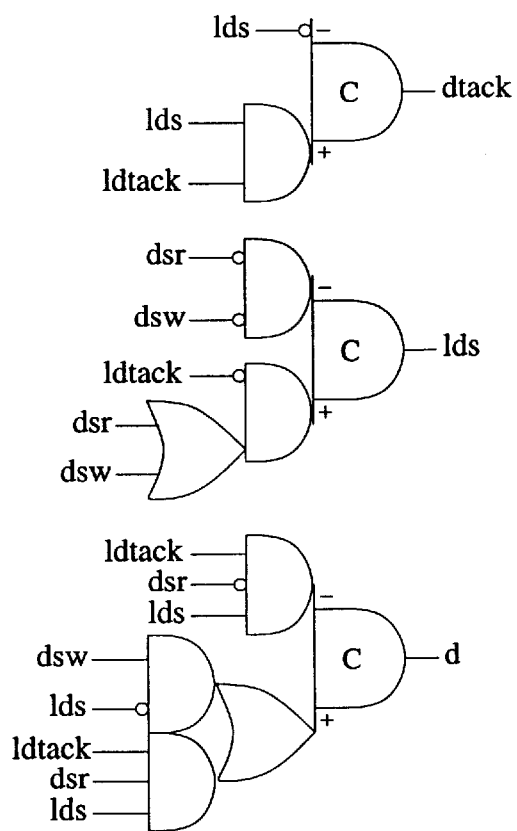 lds
−
C
dtack
lds
ldtack
+
dsr
−
dsw
C
lds
ldtack
+
dsr
dsw
ldtack
dsr
−
lds
dsw
C
d
lds
+
ldtack
dsr
lds